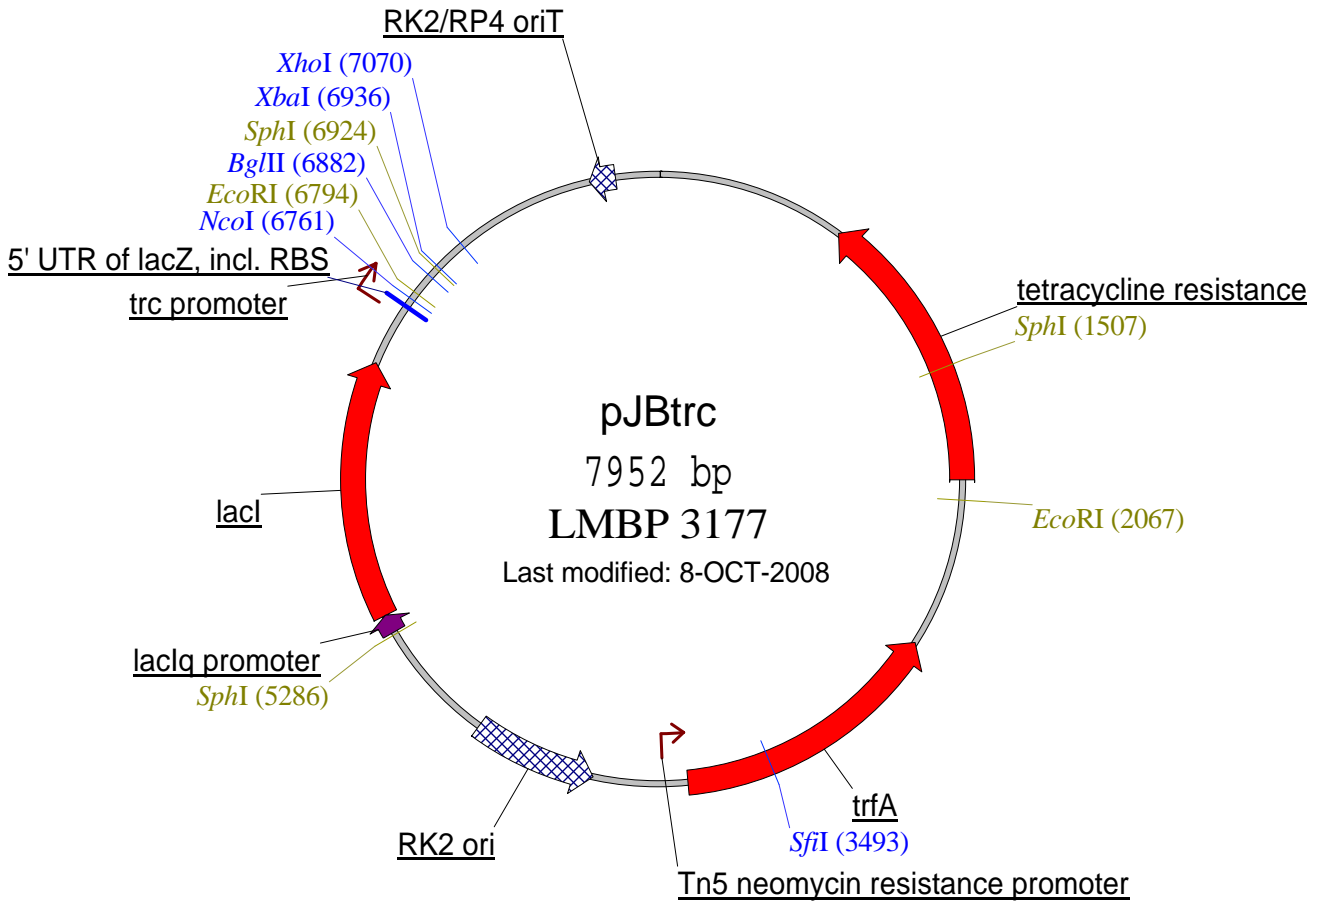 RK2/RP4 oriT
XhoI (7070)
XbaI (6936)
SphI (6924)
BglII (6882)
EcoRI (6794)
NcoI (6761)
5' UTR of lacZ, incl. RBS
trc promoter
tetracycline resistance
SphI (1507)
pJBtrc
7952 bp
LMBP 3177
Last modified: 8-OCT-2008
lacI
EcoRI (2067)
lacIq promoter
SphI (5286)
trfA
SfiI (3493)
RK2 ori
Tn5 neomycin resistance promoter